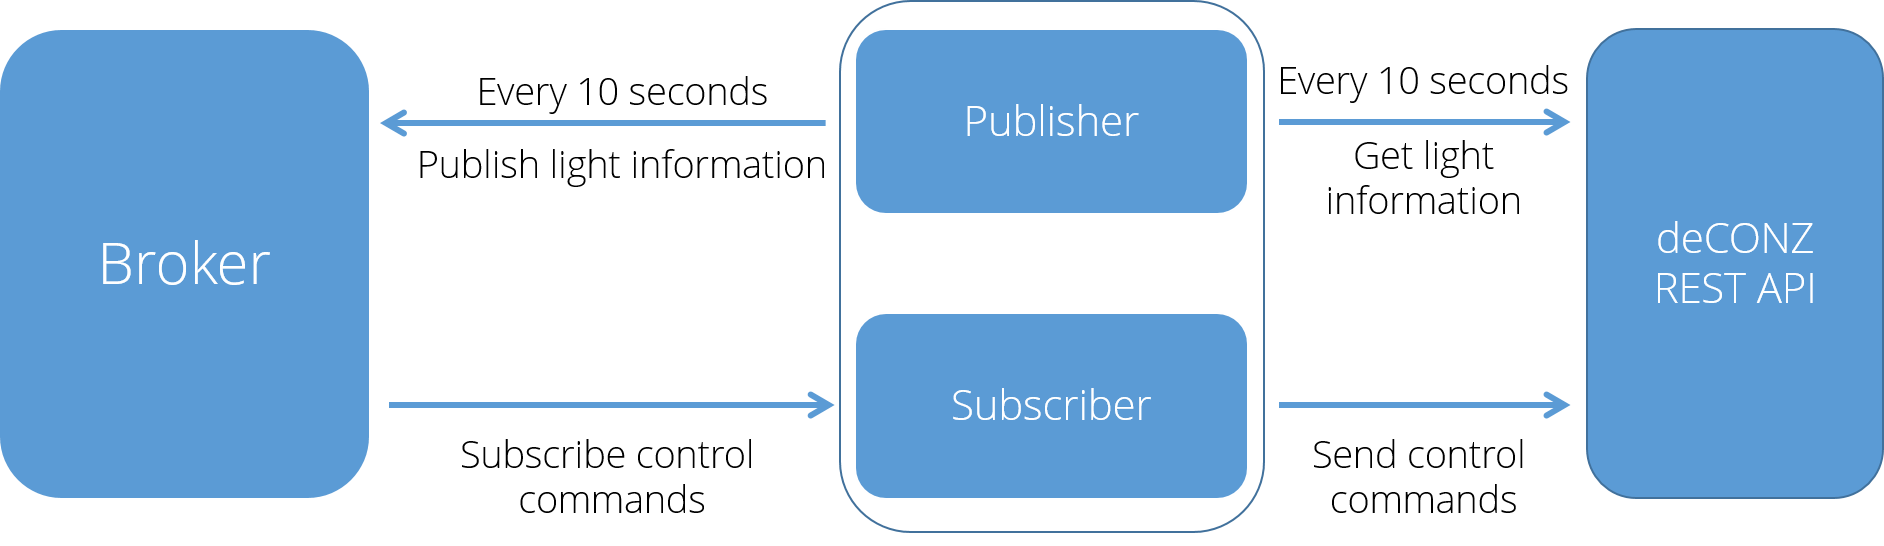 Broker
Every 10 seconds
Publish light information
Subscribe control
commands
Publisher
Subscriber
Every 10 seconds
Get light
information
Send control
commands
deCONZ
REST API